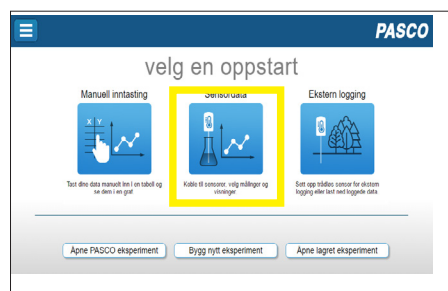 PASCO
velg en oppstart
Manuell inntasting
Sensordata
Ekstern logging
X Y
Tast dine data manuelt inn i en tabell og
se dem i en graf
Koble til sensorer, velg målinger og
visninger
Sett opp trådløs sensor for ekstern
logging eller last ned loggede data
Åpne PASCO eksperiment
Bygg nytt eksperiment
Åpne lagret eksperiment